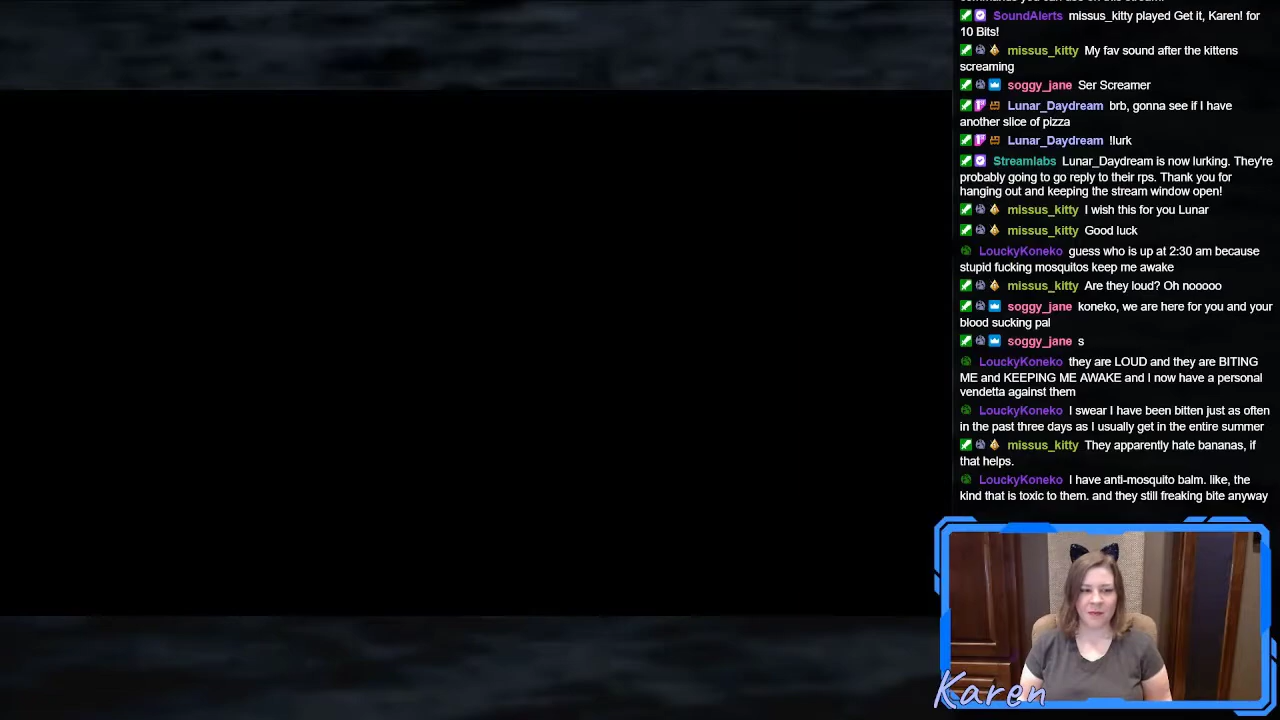 SoundAlerts missus_kitty played Get It, Karen! for
10 Bits!
missus_kitty My fav sound after the kittens
screaming
soggy_jane Ser Screamer
Lunar_Daydream brb, gonna see if I have
another slice of pizza
Lunar_Daydream !lurk
Streamlabs Lunar_Daydream is now lurking. They're
probably going to go reply to their rps. Thank you for
hanging out and keeping the stream window open!
missus_kitty I wish this for you Lunar
missus_kitty Good luck
LouckyKoneko guess who is up at 2:30 am because
stupid fucking mosquitos keep me awake
missus_kitty Are they loud? Oh nooooo
soggy_jane koneko, we are here for you and your
blood sucking pal
soggy_jane s
LouckyKoneko they are LOUD and they are BITING
ME and KEEPING ME AWAKE and I now have a personal
vendetta against them
LouckyKoneko I swear I have been bitten just as often
in the past three days as I usually get in the entire summer
missus_kitty They apparently hate bananas, if
that helps.
LouckyKoneko I have anti-mosquito balm. like, the
kind that is toxic to them. and they still freaking bite anyway
Karen